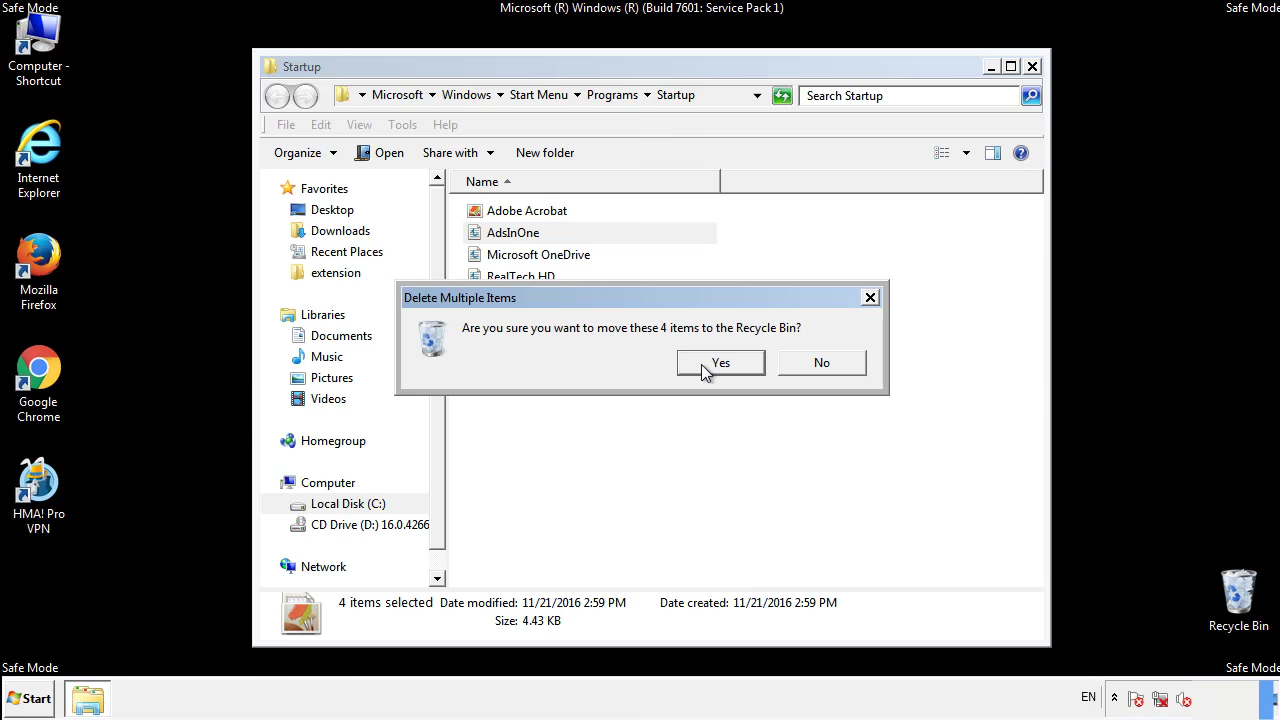 Safe Mode
Microsoft (R) Windows (R) (Build 7601: Service Pack 1)
Safe Mode
Computer -
Shortcut
Internet
Explorer
Mozilla
Firefox
Google
Chrome
HMA! Pro
VPN
Startup
Microsoft
Windows
Start Menu
Programs
Startup
Search Startup
File
Edit
View
Tools
Help
Organize
Open
Share with
New folder
Favorites
Desktop
Downloads
Recent Places
extension
Libraries
Documents
Music
Pictures
Videos
Homegroup
Computer
Local Disk (C:)
CD Drive (D:) 16.0.4266
Network
Name
Adobe Acrobat
AdsInOne
Microsoft OneDrive
RealTech HD
Delete Multiple Items
Are you sure you want to move these 4 items to the Recycle Bin?
Yes
No
4 items selected
Date modified: 11/21/2016 2:59 PM
Date created: 11/21/2016 2:59 PM
Size: 4.43 KB
Recycle Bin
Safe Mode
Safe Mode
Start
EN